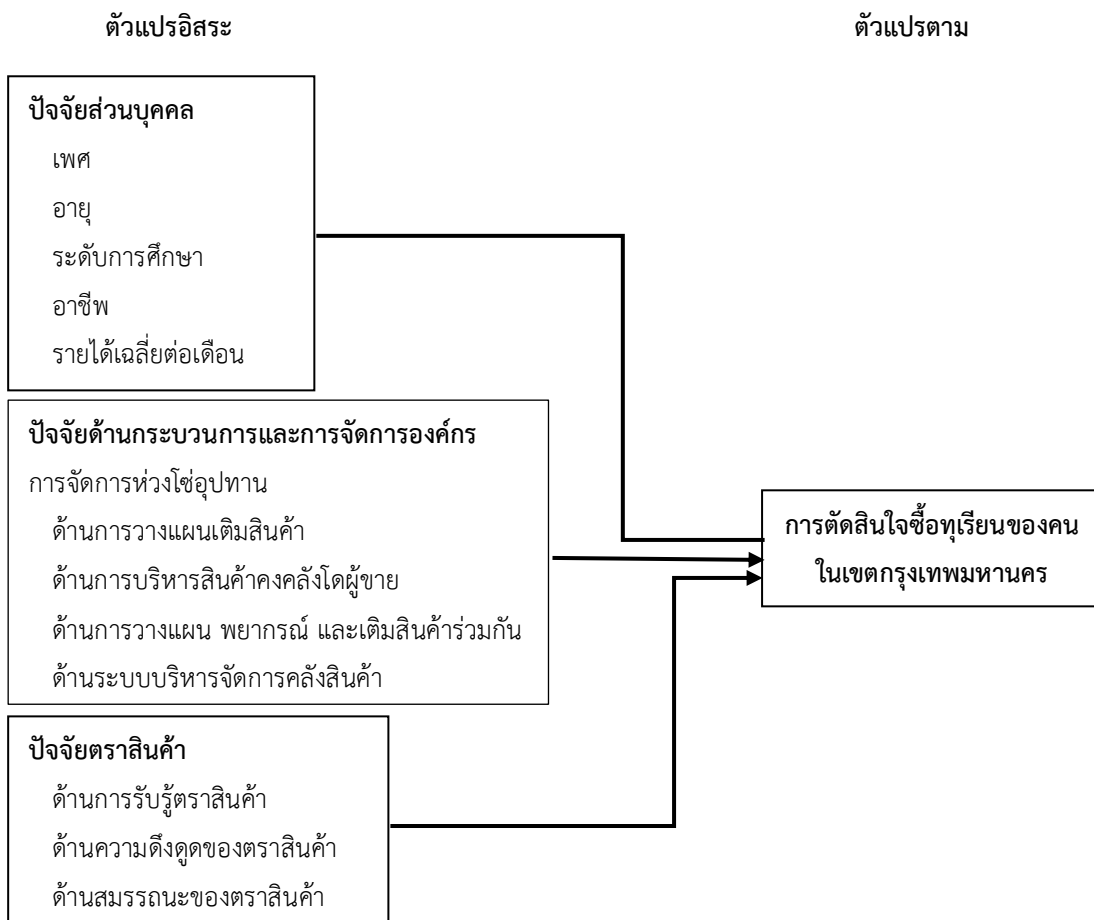 ตัวแปรอิสระ
ตัวแปรตาม
ปัจจัยส่วนบุคคล
เพศ
อายุ
ระดับการศึกษา
อาชีพ
รายได้เฉลี่ยต่อเดือน
ปัจจัยด้านกระบวนการและการจัดการองค์กร
การจัดการห่วงโซ่อุปทาน
ด้านการวางแผนเติมสินค้า
ด้านการบริหารสินค้าคงคลังโดผู้ขาย
ด้านการวางแผน พยากรณ์ และเติมสินค้าร่วมกัน
ด้านระบบบริหารจัดการคลังสินค้า
ปัจจัยตราสินค้า
ด้านการรับรู้ตราสินค้า
ด้านความดึงดูดของตราสินค้า
ด้านสมรรถนะของตราสินค้า
การตัดสินใจซื้อทุเรียนของคน
ในเขตกรุงเทพมหานคร